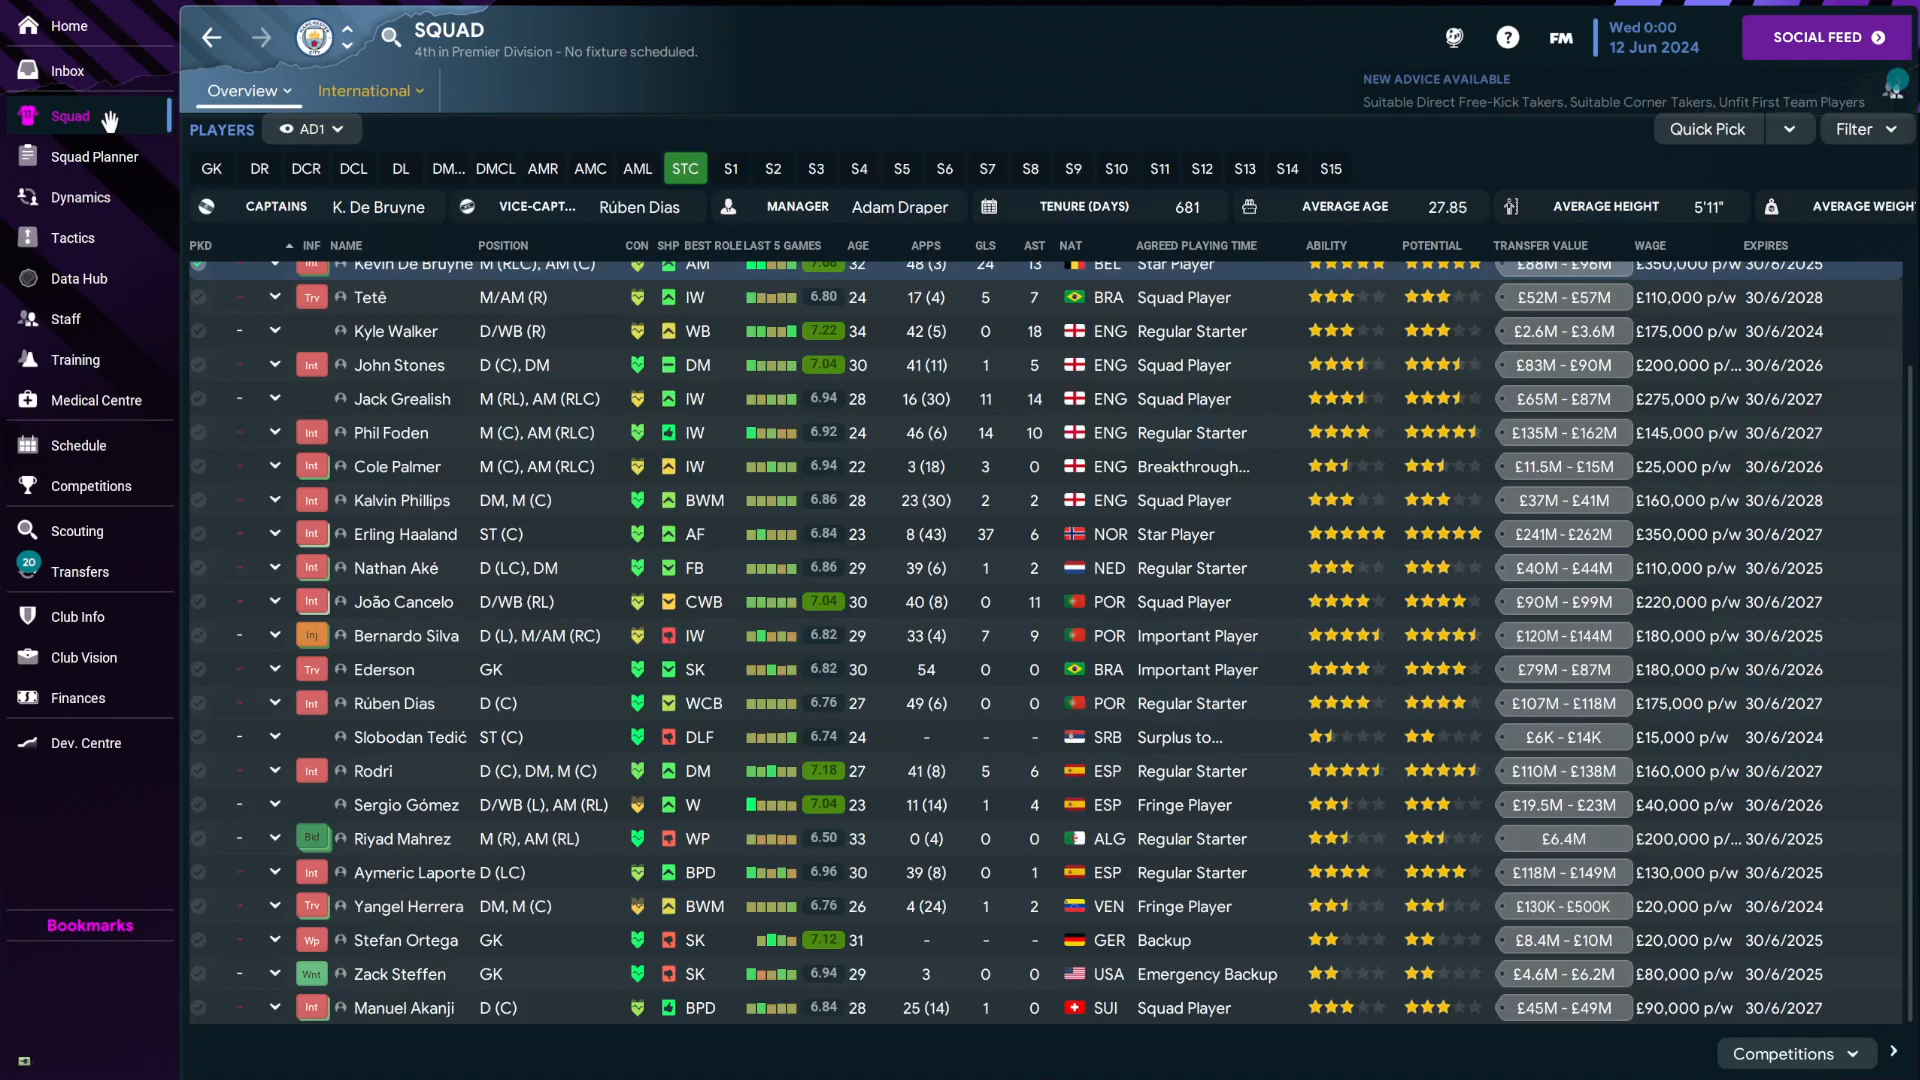 Home
Inbox
Squad
Squad Planner
Dynamics
Tactics
Data Hub
Staff
Training
Medical Centre
Schedule
Competitions
Scouting
20
Transfers
Club Info
Club Vision
Finances
Dev. Centre
Bookmarks
SQUAD
4th in Premier Division - No fixture scheduled.
FM Wed 0:00
12 Jun 2024
SOCIAL FEED
Overview International
NEW ADVICE AVAILABLE
Suitable Direct Free-Kick Takers, Suitable Corner Takers, Unfit First Team Players
PLAYERS AD1 Quick Pick Filter
GK DR DCR DCL DL DM... DMCL AMR AMC AML STC S1 S2 S3 S4 S5 S6 S7 S8 S9 S10 S11 S12 S13 S14 S15
CAPTAINS K. De Bruyne VICE-CAPT... Rúben Dias MANAGER Adam Draper TENURE (DAYS) 681 AVERAGE AGE 27.85 AVERAGE HEIGHT 5'11" AVERAGE WEIGH
PKD INF NAME POSITION CON SHP BEST ROLE LAST 5 GAMES AGE APPS GLS AST NAT AGREED PLAYING TIME ABILITY POTENTIAL TRANSFER VALUE WAGE EXPIRES
Int Kevin De Bruyne M (RLC), AM (C) AM 32 48 (3) 24 13 BEL Star Player £88M - £96M £350,000 p/w 30/6/2025
- Trv Tetê M/AM (R) IW 6.80 24 17 (4) 5 7 BRA Squad Player £52M - £57M £110,000 p/w 30/6/2028
- Kyle Walker D/WB (R) WB 7.22 34 42 (5) 0 18 ENG Regular Starter £2.6M - £3.6M £175,000 p/w 30/6/2024
- Int John Stones D (C), DM DM 7.04 30 41 (11) 1 5 ENG Squad Player £83M - £90M £200,000 p/... 30/6/2026
- Jack Grealish M (RL), AM (RLC) IW 6.94 28 16 (30) 11 14 ENG Squad Player £65M - £87M £275,000 p/w 30/6/2027
- Int Phil Foden M (C), AM (RLC) IW 6.92 24 46 (6) 14 10 ENG Regular Starter £135M - £162M £145,000 p/w 30/6/2027
- Int Cole Palmer M (C), AM (RLC) IW 6.94 22 3 (18) 3 0 ENG Breakthrough... £11.5M - £15M £25,000 p/w 30/6/2026
- Int Kalvin Phillips DM, M (C) BWM 6.86 28 23 (30) 2 2 ENG Squad Player £37M - £41M £160,000 p/w 30/6/2028
- Int Erling Haaland ST (C) AF 6.84 23 8 (43) 37 6 NOR Star Player £241M - £262M £350,000 p/w 30/6/2027
- Int Nathan Aké D (LC), DM FB 6.86 29 39 (6) 1 2 NED Regular Starter £40M - £44M £110,000 p/w 30/6/2025
- Int João Cancelo D/WB (RL) CWB 7.04 30 40 (8) 0 11 POR Squad Player £90M - £99M £220,000 p/w 30/6/2027
- Inj Bernardo Silva D (L), M/AM (RC) IW 6.82 29 33 (4) 7 9 POR Important Player £120M - £144M £180,000 p/w 30/6/2025
- Trv Ederson GK SK 6.82 30 54 0 0 BRA Important Player £79M - £87M £180,000 p/w 30/6/2026
- Int Rúben Dias D (C) WCB 6.76 27 49 (6) 0 0 POR Regular Starter £107M - £118M £175,000 p/w 30/6/2027
- Slobodan Tedić ST (C) DLF 6.74 24 - - - SRB Surplus to... £6K - £14K £15,000 p/w 30/6/2024
- Int Rodri D (C), DM, M (C) DM 7.18 27 41 (8) 5 6 ESP Regular Starter £110M - £138M £160,000 p/w 30/6/2027
- Sergio Gómez D/WB (L), AM (RL) W 7.04 23 11 (14) 1 4 ESP Fringe Player £19.5M - £23M £40,000 p/w 30/6/2026
- Bid Riyad Mahrez M (R), AM (RL) WP 6.50 33 0 (4) 0 0 ALG Regular Starter £6.4M £200,000 p/... 30/6/2025
- Int Aymeric Laporte D (LC) BPD 6.96 30 39 (8) 0 1 ESP Regular Starter £118M - £149M £130,000 p/w 30/6/2025
- Trv Yangel Herrera DM, M (C) BWM 6.76 26 4 (24) 1 2 VEN Fringe Player £130K - £500K £20,000 p/w 30/6/2024
- Wp Stefan Ortega GK SK 7.12 31 - - - GER Backup £8.4M - £10M £20,000 p/w 30/6/2025
- Wnt Zack Steffen GK SK 6.94 29 3 0 0 USA Emergency Backup £4.6M - £6.2M £80,000 p/w 30/6/2025
- Int Manuel Akanji D (C) BPD 6.84 28 25 (14) 1 0 SUI Squad Player £45M - £49M £90,000 p/w 30/6/2027
Competitions